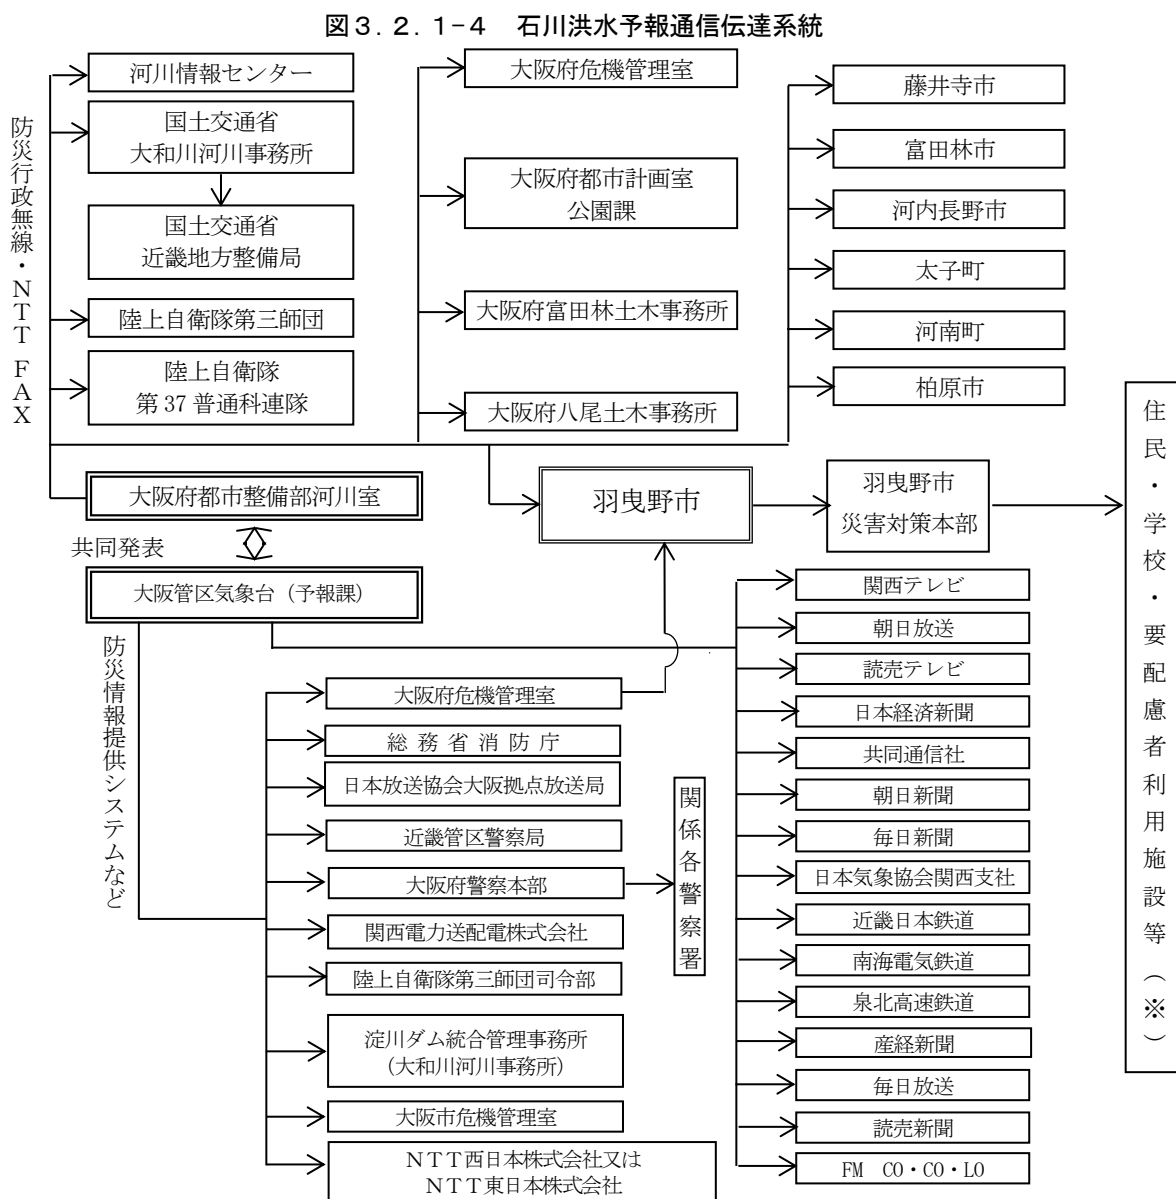 図3.2.1-4 石川洪水予報通信伝達系統
防災行政無線・NTT FAX
河川情報センター
国土交通省
大和川河川事務所
国土交通省
近畿地方整備局
陸上自衛隊第三師団
陸上自衛隊
第37普通科連隊
大阪府危機管理室
大阪府都市計画室
公園課
大阪府富田林土木事務所
大阪府八尾土木事務所
藤井寺市
富田林市
河内長野市
太子町
河南町
柏原市
大阪府都市整備部河川室
共同発表
大阪管区気象台(予報課)
羽曳野市
羽曳野市
災害対策本部
住民・学校・要配慮者利用施設等(※)
防災情報提供システムなど
大阪府危機管理室
総務省消防庁
日本放送協会大阪拠点放送局
近畿管区警察局
大阪府警察本部
関西電力送配電株式会社
陸上自衛隊第三師団司令部
淀川ダム統合管理事務所
(大和川河川事務所)
大阪市危機管理室
NTT西日本株式会社又は
NTT東日本株式会社
関係各警察署
関西テレビ
朝日放送
読売テレビ
日本経済新聞
共同通信社
朝日新聞
毎日新聞
日本気象協会関西支社
近畿日本鉄道
南海電気鉄道
泉北高速鉄道
産経新聞
毎日放送
読売新聞
FM CO・CO・LO